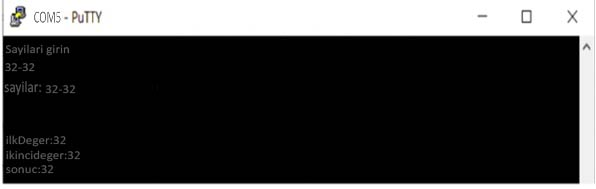 COM5 - PuTTY
Sayilari girin
32-32
sayilar: 32-32
ilkDeger:32
ikincideger:32
sonuc:32